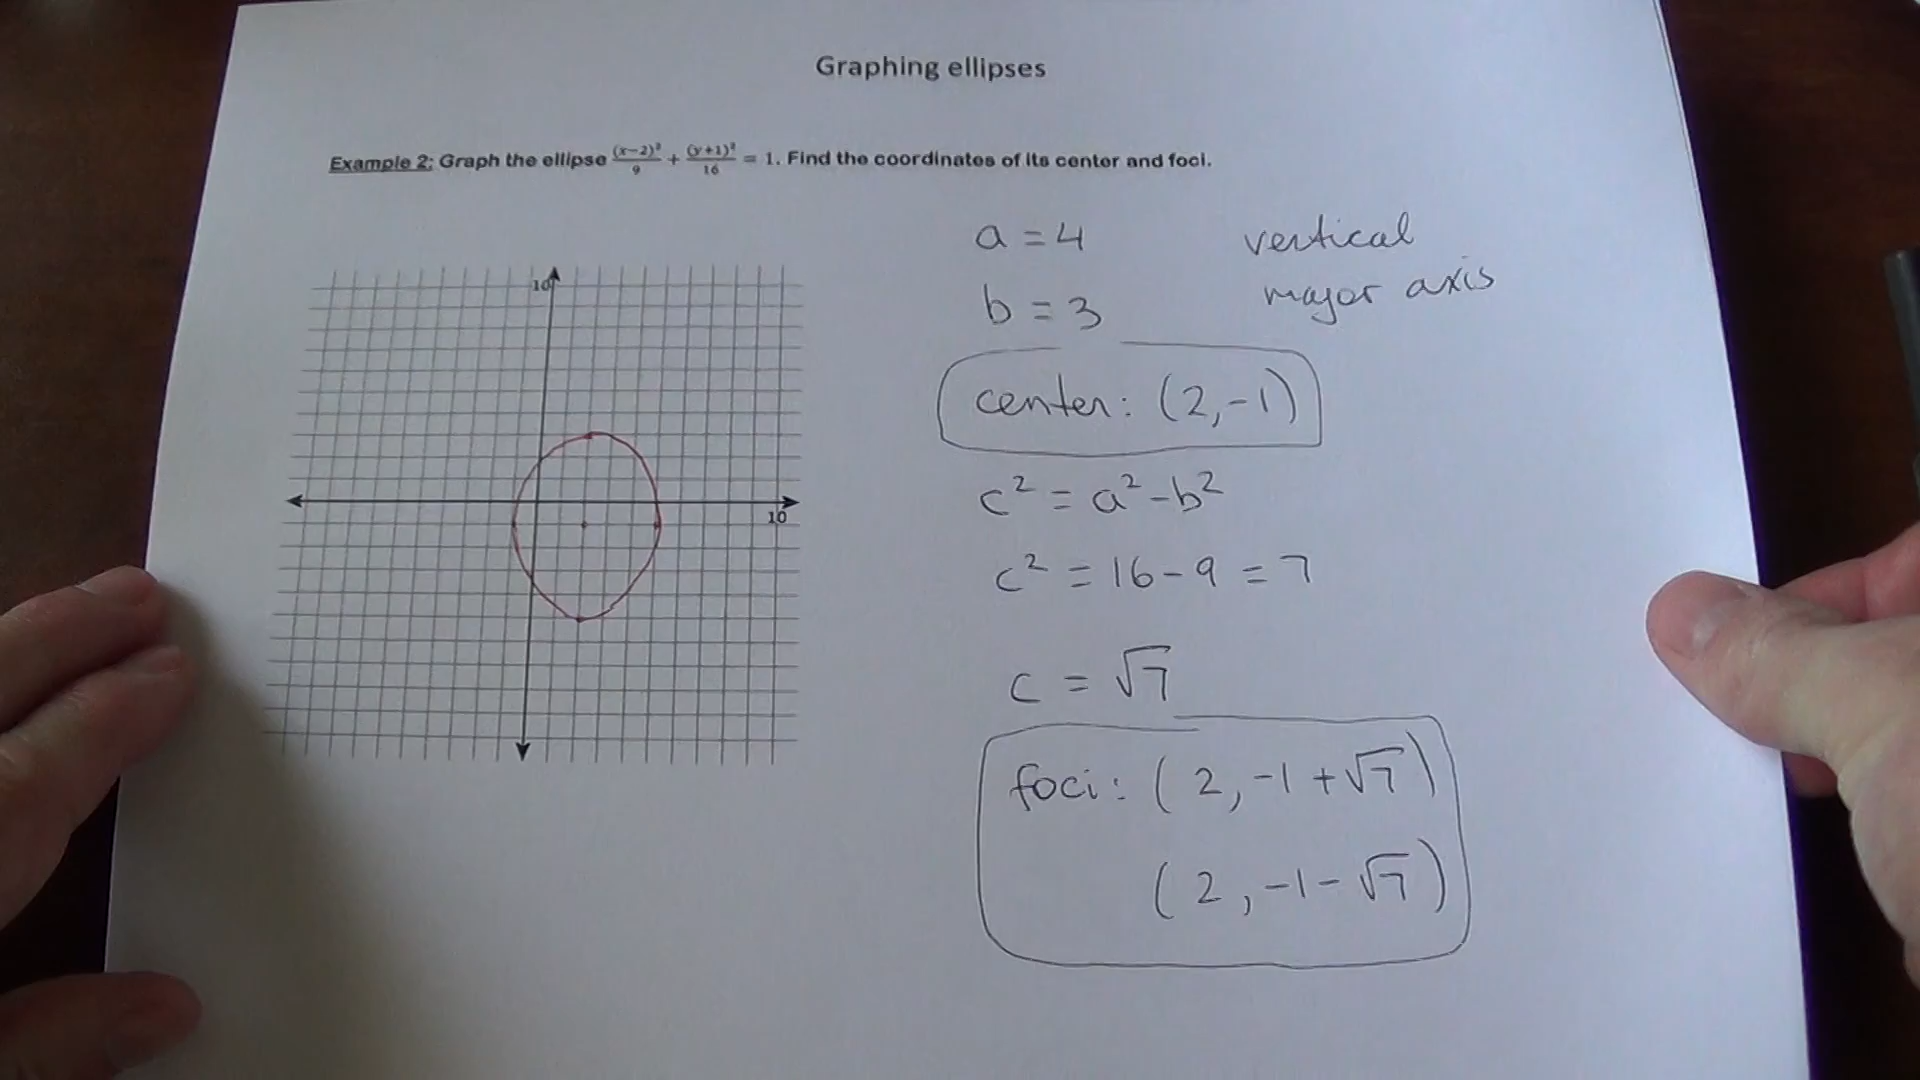 Graphing ellipses
Example 2: Graph the ellipse (x−2)²/9 + (y+1)²/16 = 1. Find the coordinates of its center and foci.
a = 4
vertical
major axis
b = 3
center: (2,-1)
c² = a² - b²
c² = 16 - 9 = 7
c = √7
foci: (2, -1 + √7)
(2, -1 - √7)
10
10